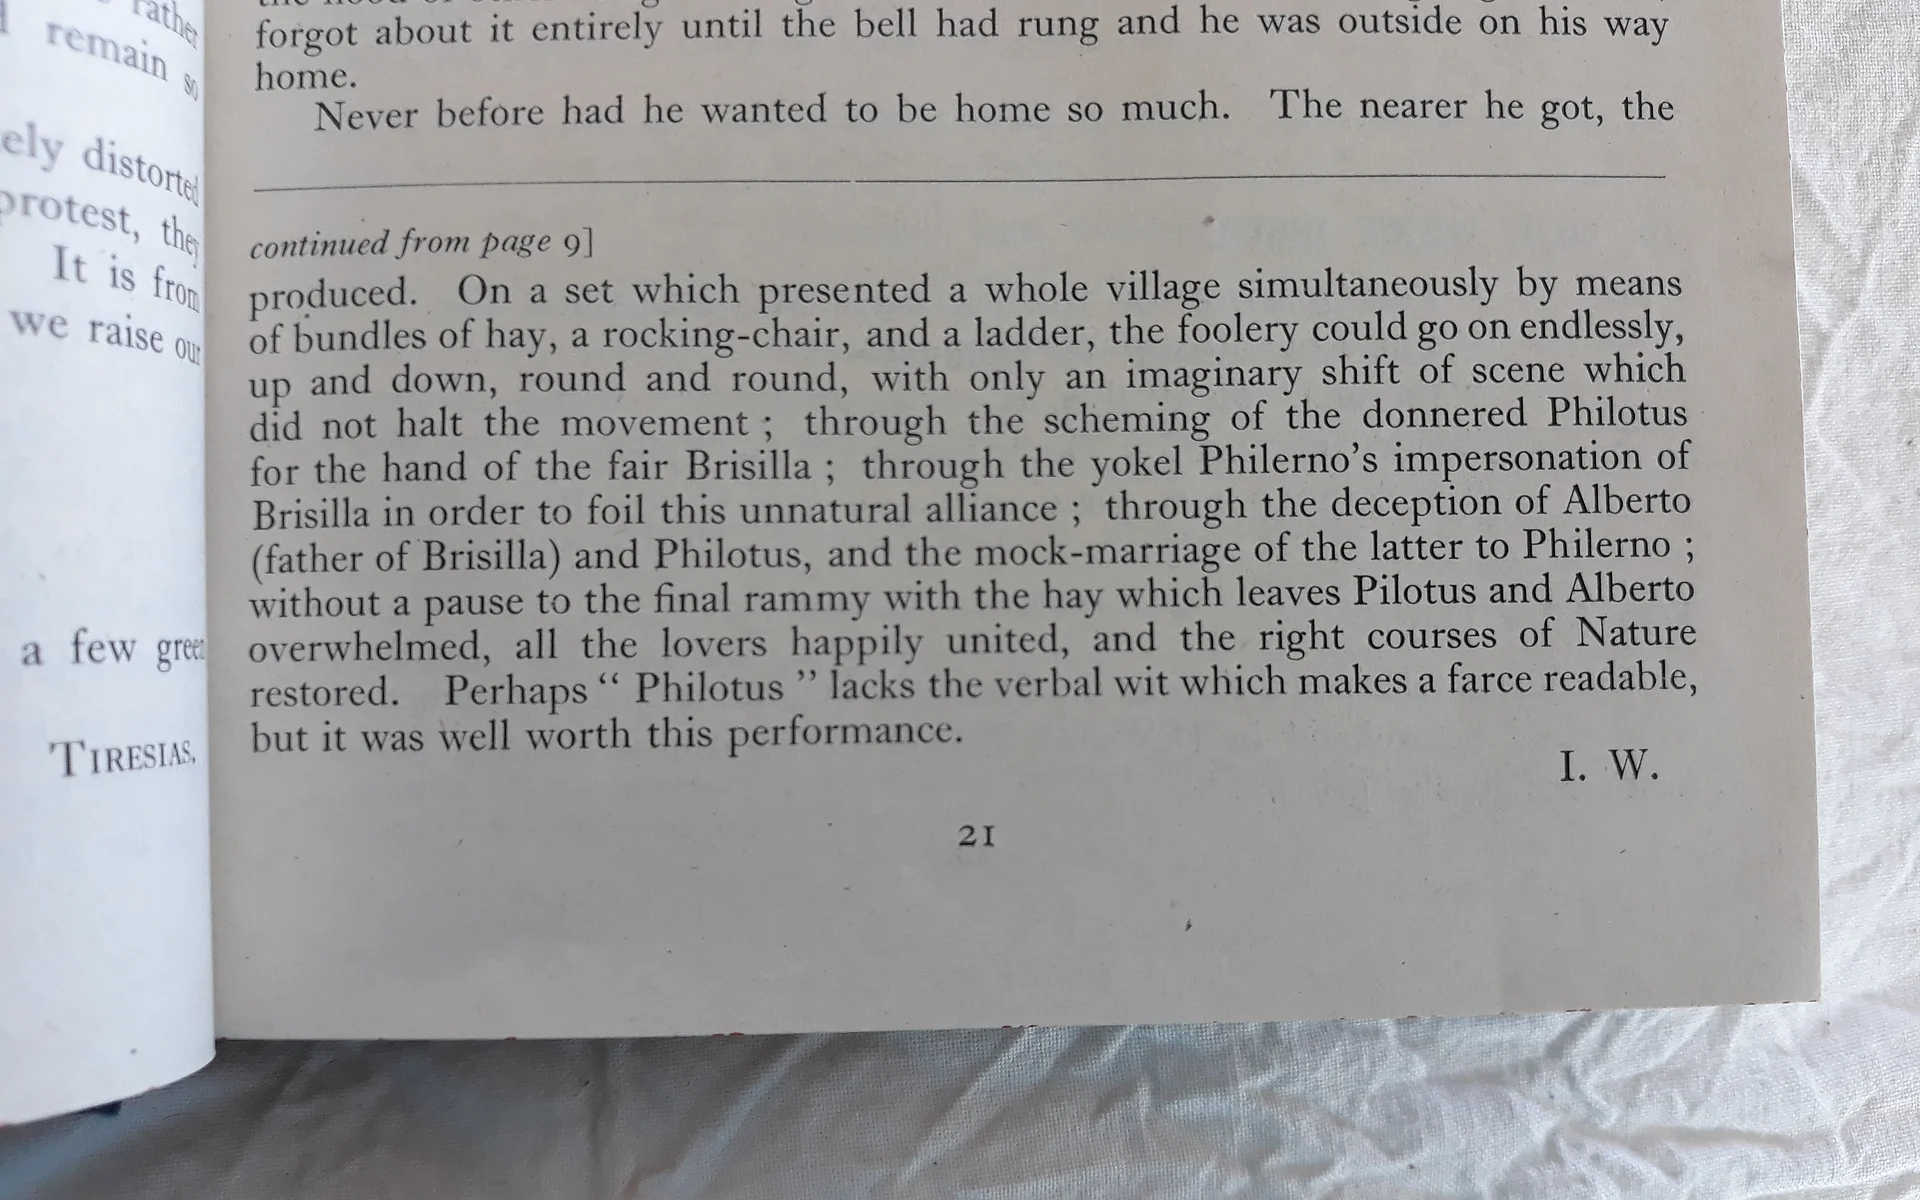 rather
remain so
ely distorted
protest, they
It is from
we raise our
a few green
TIRESIAS.
forgot about it entirely until the bell had rung and he was outside on his way
home.
Never before had he wanted to be home so much. The nearer he got, the
continued from page 9]
produced. On a set which presented a whole village simultaneously by means
of bundles of hay, a rocking-chair, and a ladder, the foolery could go on endlessly,
up and down, round and round, with only an imaginary shift of scene which
did not halt the movement ; through the scheming of the donnered Philotus
for the hand of the fair Brisilla ; through the yokel Philerno's impersonation of
Brisilla in order to foil this unnatural alliance ; through the deception of Alberto
(father of Brisilla) and Philotus, and the mock-marriage of the latter to Philerno ;
without a pause to the final rammy with the hay which leaves Pilotus and Alberto
overwhelmed, all the lovers happily united, and the right courses of Nature
restored. Perhaps “ Philotus ” lacks the verbal wit which makes a farce readable,
but it was well worth this performance.
I. W.
21